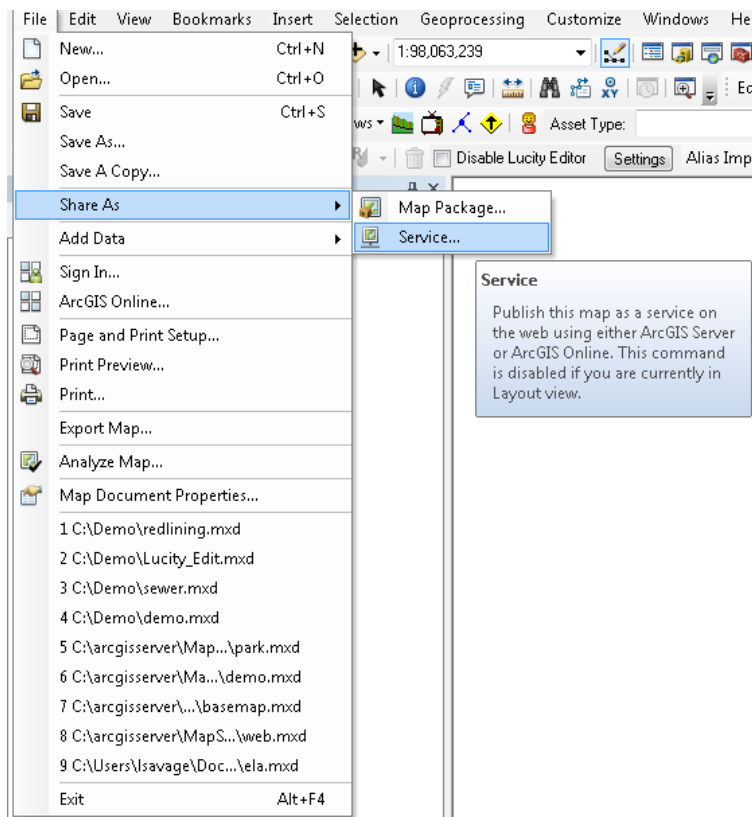 File Edit View Bookmarks Insert Selection Geoprocessing Customize Windows He
New... Ctrl+N
1:98,063,239
Open... Ctrl+O
Ec
Save Ctrl+S
ws Asset Type:
Save As...
Disable Lucity Editor Settings Alias Imp
Save A Copy...
Share As
Map Package...
Add Data
Service...
Sign In...
ArcGIS Online...
Page and Print Setup...
Print Preview...
Print...
Export Map...
Analyze Map...
Map Document Properties...
1 C:\Demo\redlining.mxd
2 C:\Demo\Lucity_Edit.mxd
3 C:\Demo\sewer.mxd
4 C:\Demo\demo.mxd
5 C:\arcgisserver\Map...\park.mxd
6 C:\arcgisserver\Ma...\demo.mxd
7 C:\arcgisserver\...\basemap.mxd
8 C:\arcgisserver\MapS...\web.mxd
9 C:\Users\lsavage\Doc...\ela.mxd
Exit Alt+F4
Service
Publish this map as a service on
the web using either ArcGIS Server
or ArcGIS Online. This command
is disabled if you are currently in
Layout view.